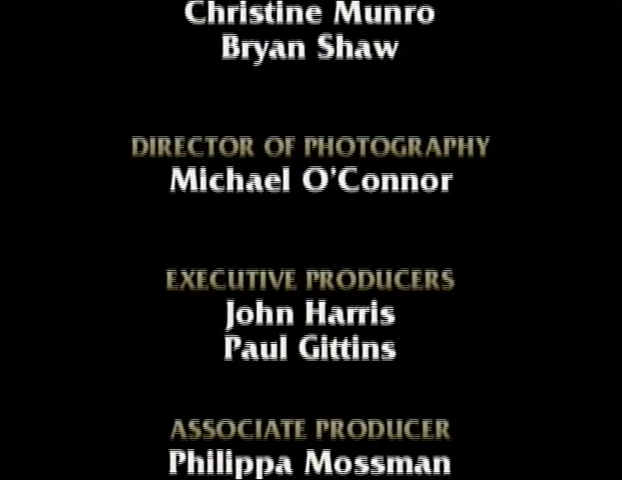 Christine Munro
Bryan Shaw
DIRECTOR OF PHOTOGRAPHY
Michael O'Connor
EXECUTIVE PRODUCERS
John Harris
Paul Gittins
ASSOCIATE PRODUCER
Philippa Mossman